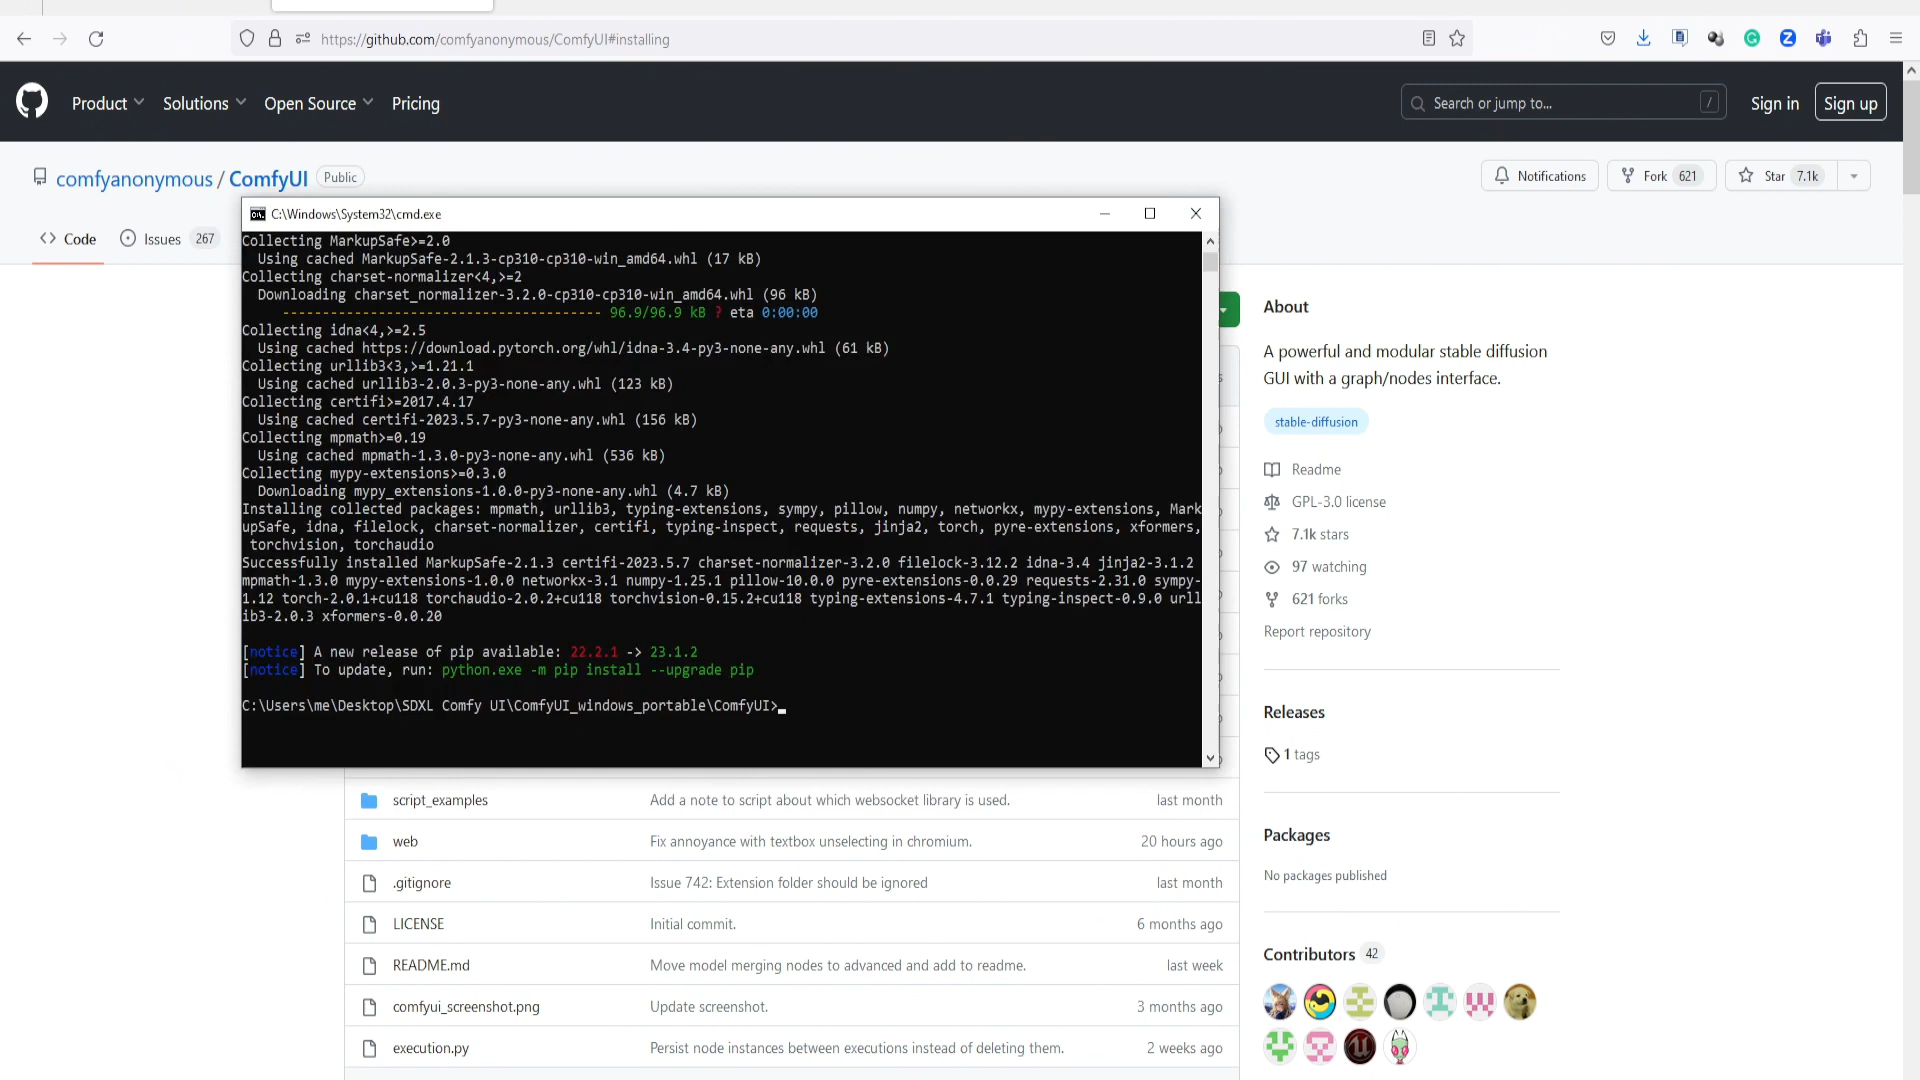 https://github.com/comfyanonymous/ComfyUI#installing
Product
Solutions
Open Source
Pricing
Search or jump to...
/
Sign in
Sign up
comfyanonymous / ComfyUI
Public
Notifications
Fork 621
Star 7.1k
Code
Issues 267
C:\Windows\System32\cmd.exe
Collecting MarkupSafe>=2.0
Using cached MarkupSafe-2.1.3-cp310-cp310-win_amd64.whl (17 kB)
Collecting charset-normalizer<4,>=2
Downloading charset_normalizer-3.2.0-cp310-cp310-win_amd64.whl (96 kB)
---------------------------------------- 96.9/96.9 kB ? eta 0:00:00
Collecting idna<4,>=2.5
Using cached https://download.pytorch.org/whl/idna-3.4-py3-none-any.whl (61 kB)
Collecting urllib3<3,>=1.21.1
Using cached urllib3-2.0.3-py3-none-any.whl (123 kB)
Collecting certifi>=2017.4.17
Using cached certifi-2023.5.7-py3-none-any.whl (156 kB)
Collecting mpmath>=0.19
Using cached mpmath-1.3.0-py3-none-any.whl (536 kB)
Collecting mypy-extensions>=0.3.0
Downloading mypy_extensions-1.0.0-py3-none-any.whl (4.7 kB)
Installing collected packages: mpmath, urllib3, typing-extensions, sympy, pillow, numpy, networkx, mypy-extensions, Mark
upSafe, idna, filelock, charset-normalizer, certifi, typing-inspect, requests, jinja2, torch, pyre-extensions, xformers,
torchvision, torchaudio
Successfully installed MarkupSafe-2.1.3 certifi-2023.5.7 charset-normalizer-3.2.0 filelock-3.12.2 idna-3.4 jinja2-3.1.2
mpmath-1.3.0 mypy-extensions-1.0.0 networkx-3.1 numpy-1.25.1 pillow-10.0.0 pyre-extensions-0.0.29 requests-2.31.0 sympy-
1.12 torch-2.0.1+cu118 torchaudio-2.0.2+cu118 torchvision-0.15.2+cu118 typing-extensions-4.7.1 typing-inspect-0.9.0 urll
ib3-2.0.3 xformers-0.0.20
[notice] A new release of pip available: 22.2.1 -> 23.1.2
[notice] To update, run: python.exe -m pip install --upgrade pip
C:\Users\me\Desktop\SDXL Comfy UI\ComfyUI_windows_portable\ComfyUI>
script_examples
Add a note to script about which websocket library is used.
last month
web
Fix annoyance with textbox unselecting in chromium.
20 hours ago
.gitignore
Issue 742: Extension folder should be ignored
last month
LICENSE
Initial commit.
6 months ago
README.md
Move model merging nodes to advanced and add to readme.
last week
comfyui_screenshot.png
Update screenshot.
3 months ago
execution.py
Persist node instances between executions instead of deleting them.
2 weeks ago
About
A powerful and modular stable diffusion
GUI with a graph/nodes interface.
stable-diffusion
Readme
GPL-3.0 license
7.1k stars
97 watching
621 forks
Report repository
Releases
1 tags
Packages
No packages published
Contributors 42